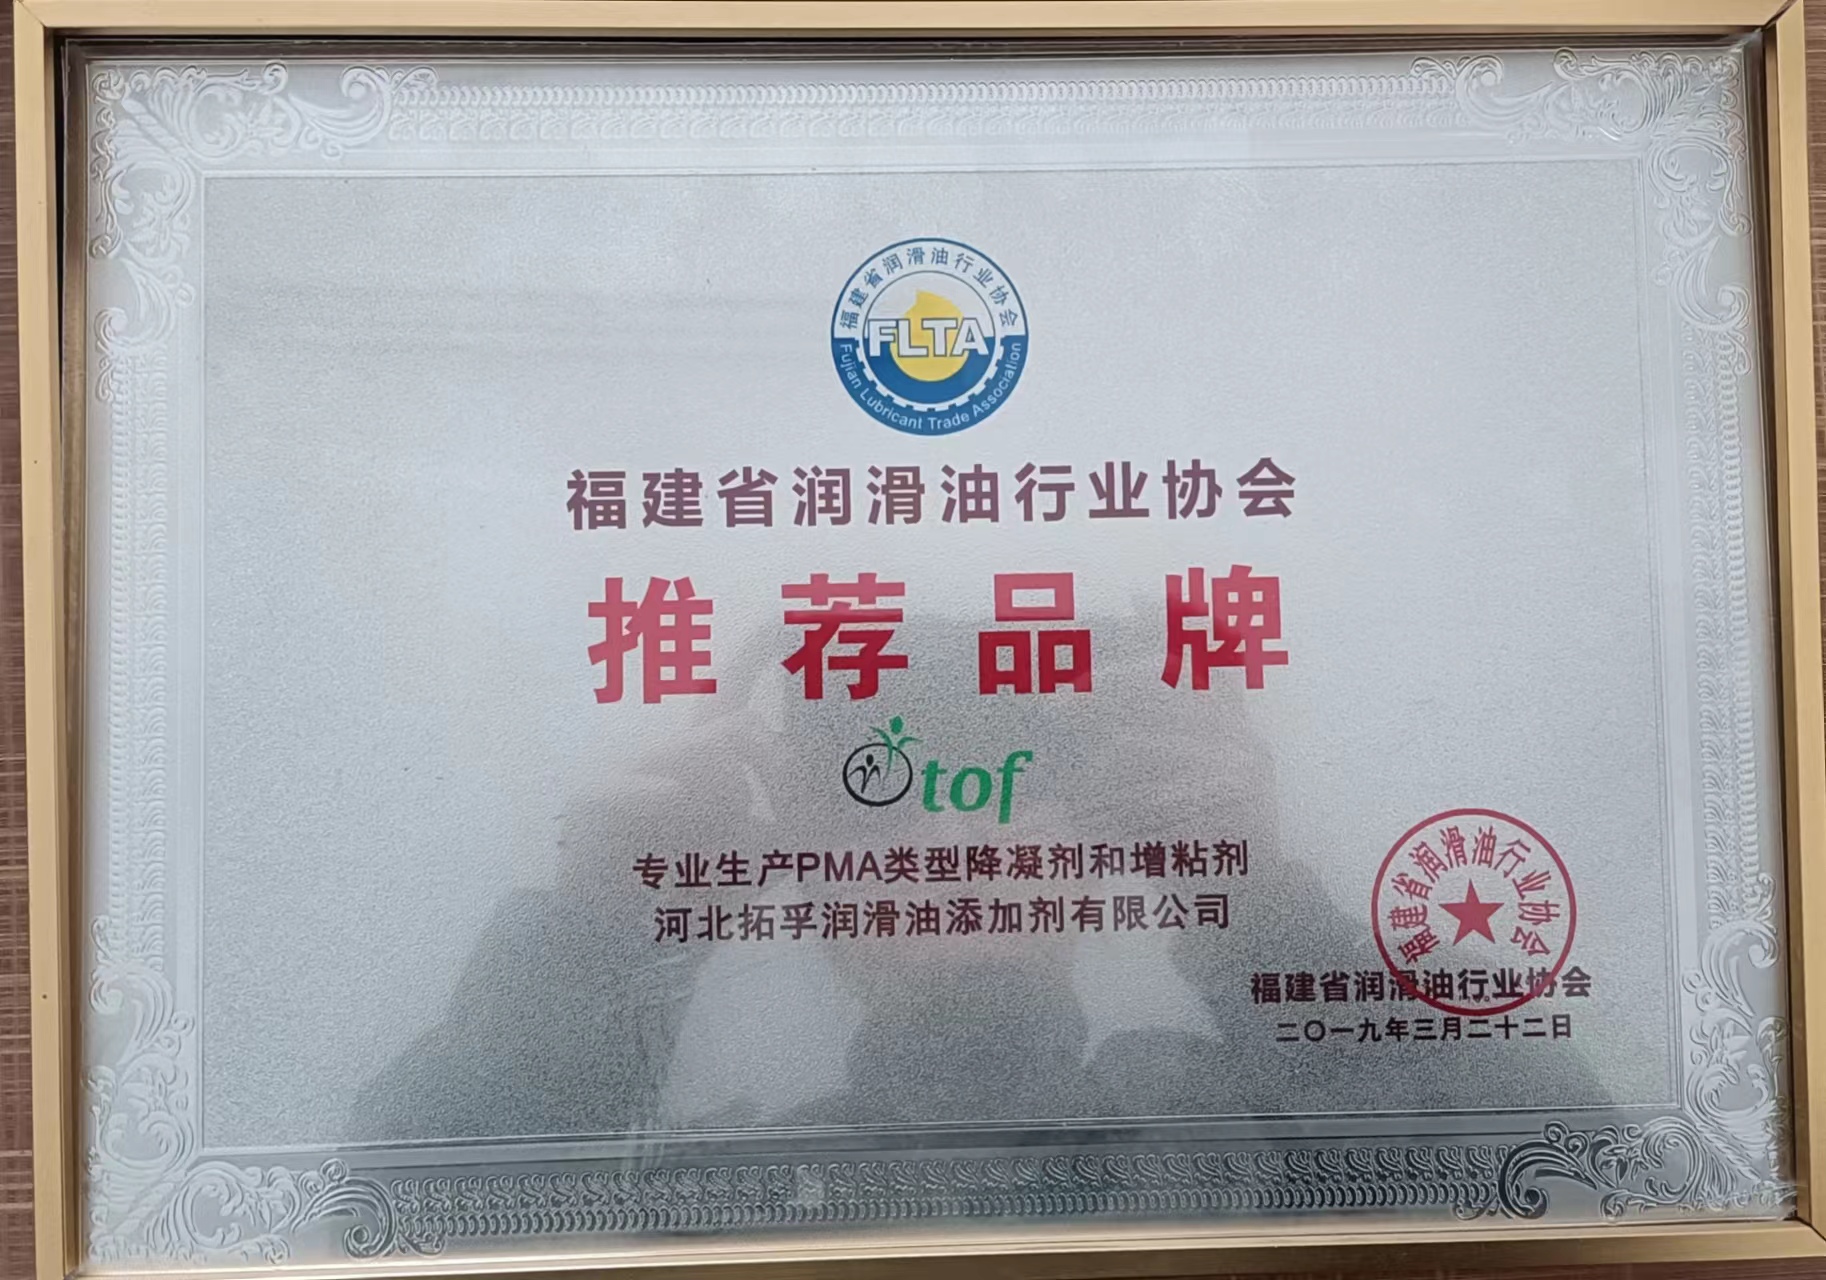 福建省润滑油行业协会
FLTA
Fujian Lubricant Trade Association
福建省润滑油行业协会
推荐品牌
tof
专业生产PMA类型降凝剂和增粘剂
河北拓孚润滑油添加剂有限公司
福建省润滑油行业协会
福建省润滑油行业协会
二〇一九年三月二十二日